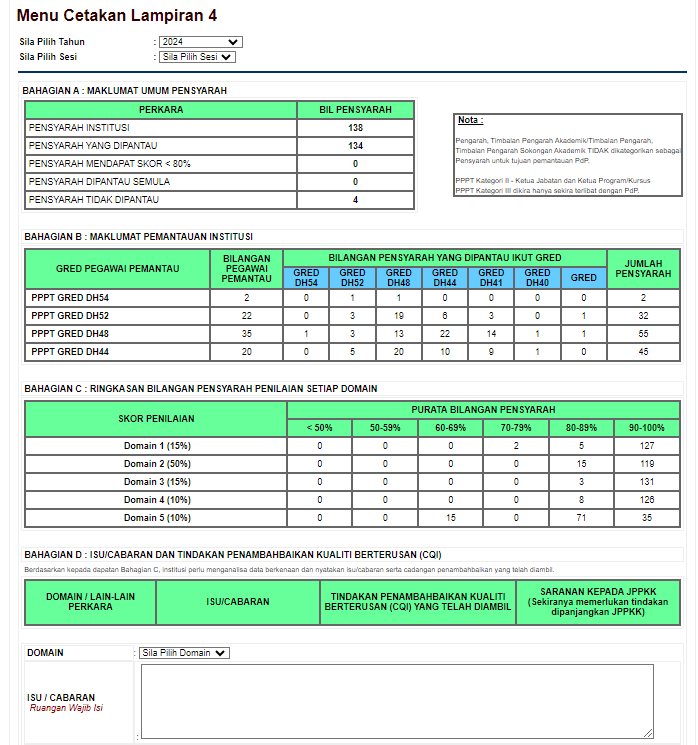 Menu Cetakan Lampiran 4
Sila Pilih Tahun : 2024
Sila Pilih Sesi : Sila Pilih Sesi
BAHAGIAN A : MAKLUMAT UMUM PENSYARAH
PERKARA BIL PENSYARAH
PENSYARAH INSTITUSI 138
PENSYARAH YANG DIPANTAU 134
PENSYARAH MENDAPAT SKOR < 80% 0
PENSYARAH DIPANTAU SEMULA 0
PENSYARAH TIDAK DIPANTAU 4
Nota :
Pengarah, Timbalan Pengarah Akademik/Timbalan Pengarah,
Timbalan Pengarah Sokongan Akademik TIDAK dikategorikan sebagai
Pensyarah untuk tujuan pemantauan PdP.
PPPT Kategori II - Ketua Jabatan dan Ketua Program/Kursus
PPPT Kategori III dikira hanya sekira terlibat dengan PdP.
BAHAGIAN B : MAKLUMAT PEMANTAUAN INSTITUSI
GRED PEGAWAI PEMANTAU
BILANGAN
PEGAWAI
PEMANTAU
BILANGAN PENSYARAH YANG DIPANTAU IKUT GRED
GRED DH54 GRED DH52 GRED DH48 GRED DH44 GRED DH41 GRED DH40 GRED
JUMLAH
PENSYARAH
PPPT GRED DH54 2 0 1 1 0 0 0 0 2
PPPT GRED DH52 22 0 3 19 6 3 0 1 32
PPPT GRED DH48 35 1 3 13 22 14 1 1 55
PPPT GRED DH44 20 0 5 20 10 9 1 0 45
BAHAGIAN C : RINGKASAN BILANGAN PENSYARAH PENILAIAN SETIAP DOMAIN
SKOR PENILAIAN
PURATA BILANGAN PENSYARAH
< 50% 50-59% 60-69% 70-79% 80-89% 90-100%
Domain 1 (15%) 0 0 0 2 5 127
Domain 2 (50%) 0 0 0 0 15 119
Domain 3 (15%) 0 0 0 0 3 131
Domain 4 (10%) 0 0 0 0 8 126
Domain 5 (10%) 0 0 15 0 71 35
BAHAGIAN D : ISU/CABARAN DAN TINDAKAN PENAMBAHBAIKAN KUALITI BERTERUSAN (CQI)
Berdasarkan kepada dapatan Bahagian C, institusi perlu menganalisa data berkenaan dan nyatakan isu/cabaran serta cadangan penambahbaikan yang telah diambil.
DOMAIN / LAIN-LAIN
PERKARA
ISU/CABARAN
TINDAKAN PENAMBAHBAIKAN KUALITI
BERTERUSAN (CQI) YANG TELAH DIAMBIL
SARANAN KEPADA JPPKK
(Sekiranya memerlukan tindakan
dipanjangkan JPPKK)
DOMAIN : Sila Pilih Domain
ISU / CABARAN
Ruangan Wajib Isi
: